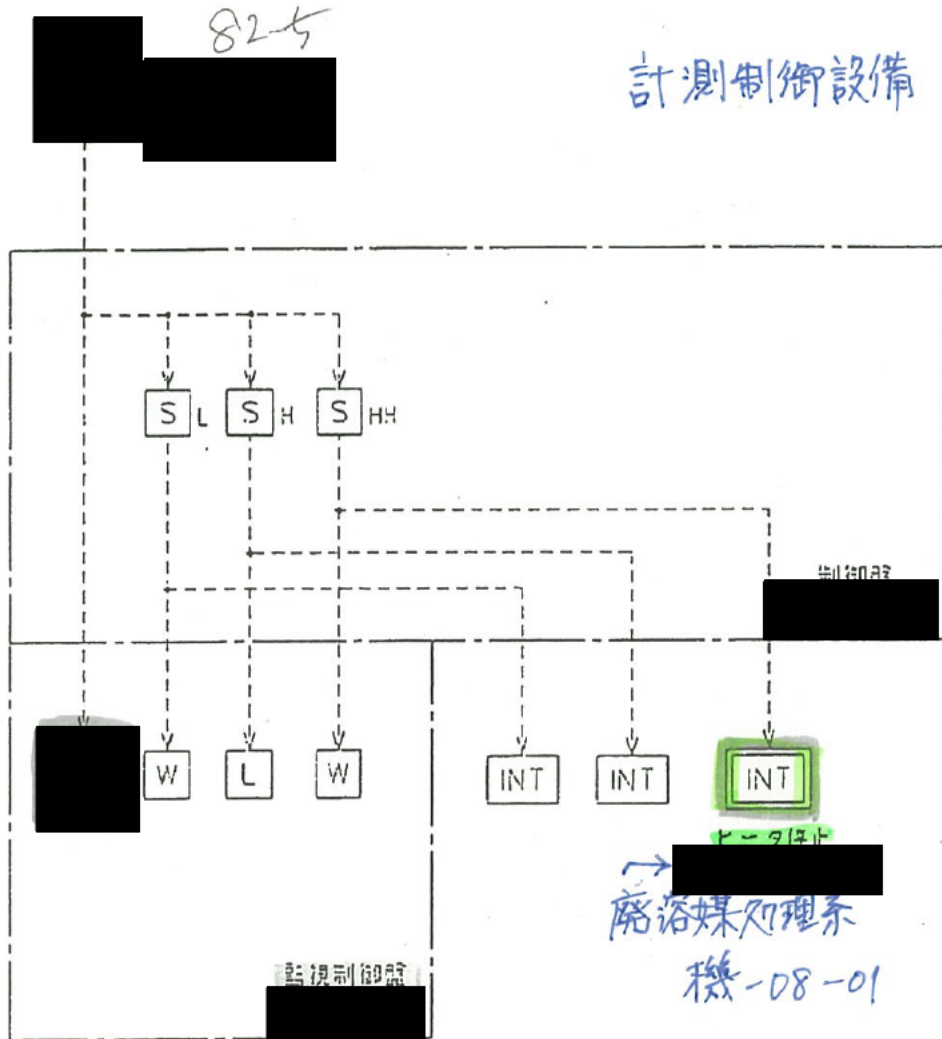 82-5
計測制御設備
S L S H S HH
制御盤
W L W INT INT INT
ヒータ停止
→
廃溶媒処理系
機-08-01
監視制御盤